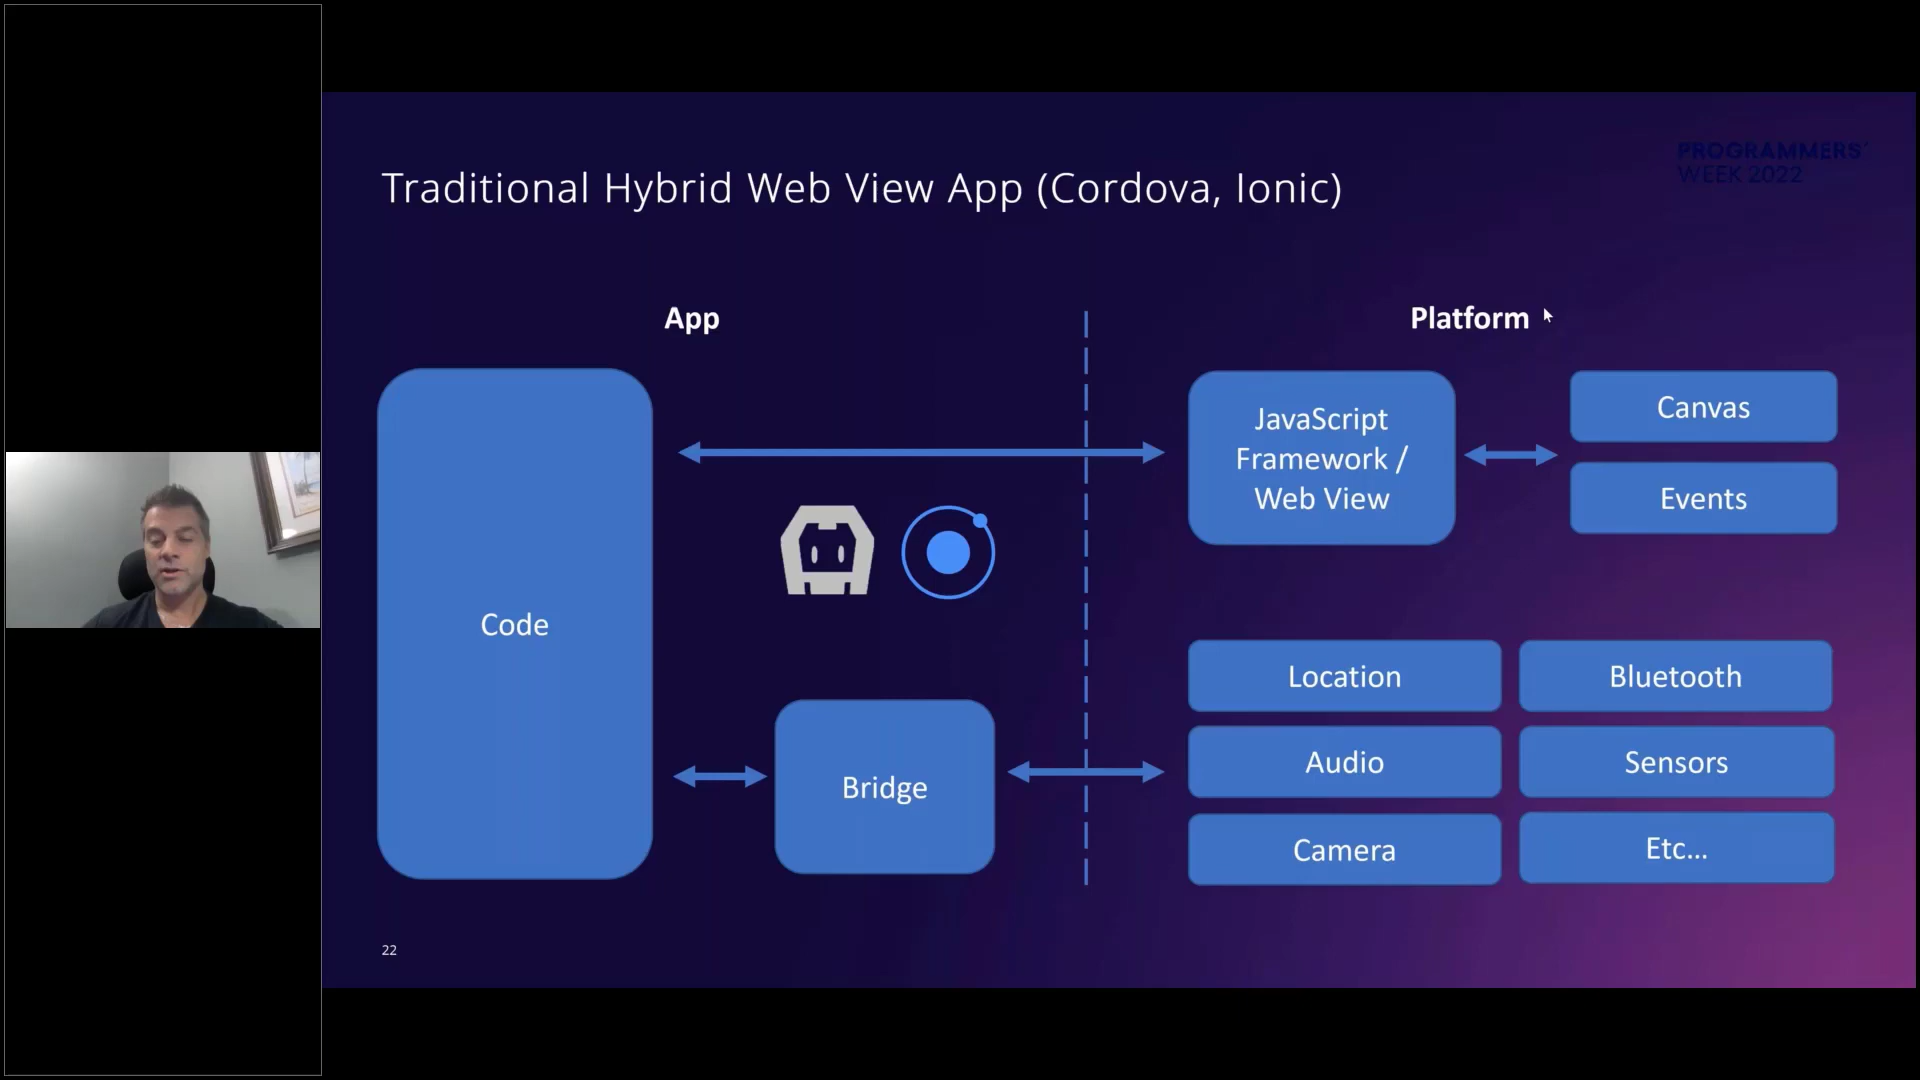 PROGRAMMERS'
WEEK 2022
Traditional Hybrid Web View App (Cordova, Ionic)
App
Platform
Code
Bridge
JavaScript
Framework /
Web View
Canvas
Events
Location
Bluetooth
Audio
Sensors
Camera
Etc...
22